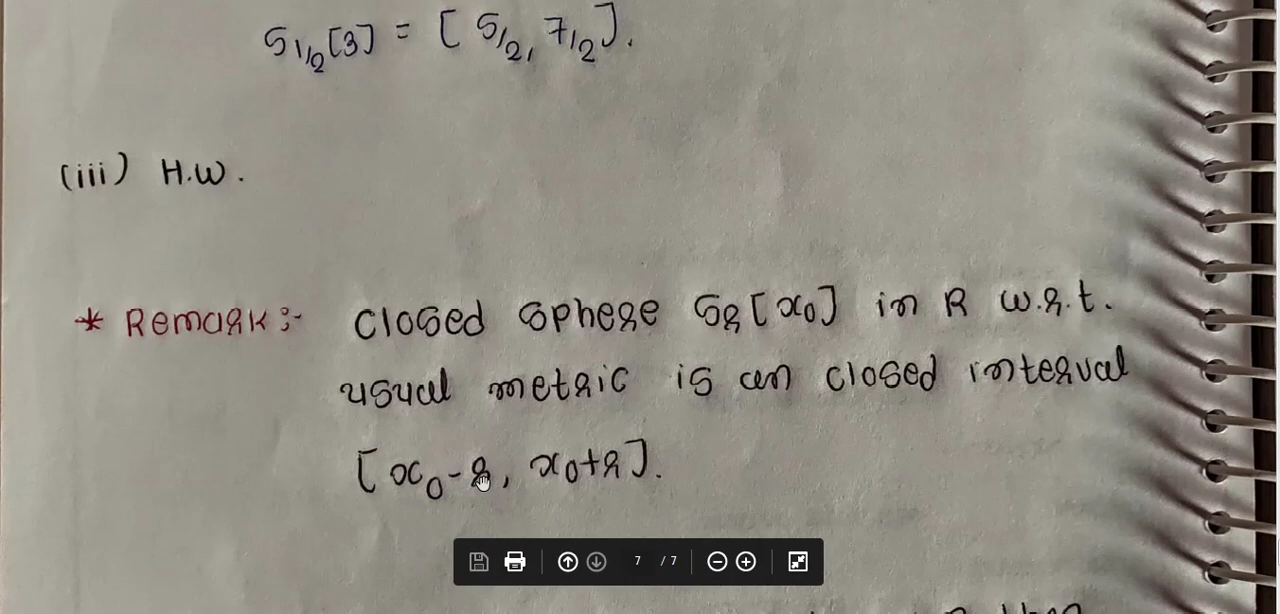 S1/2[3] = [ 5/2, 7/2].
(iii) H.W.
* Remark :- Closed sphere Sr[x0] in R w.r.t.
usual metric is an closed interval
[x0-r, x0+r].
7 / 7